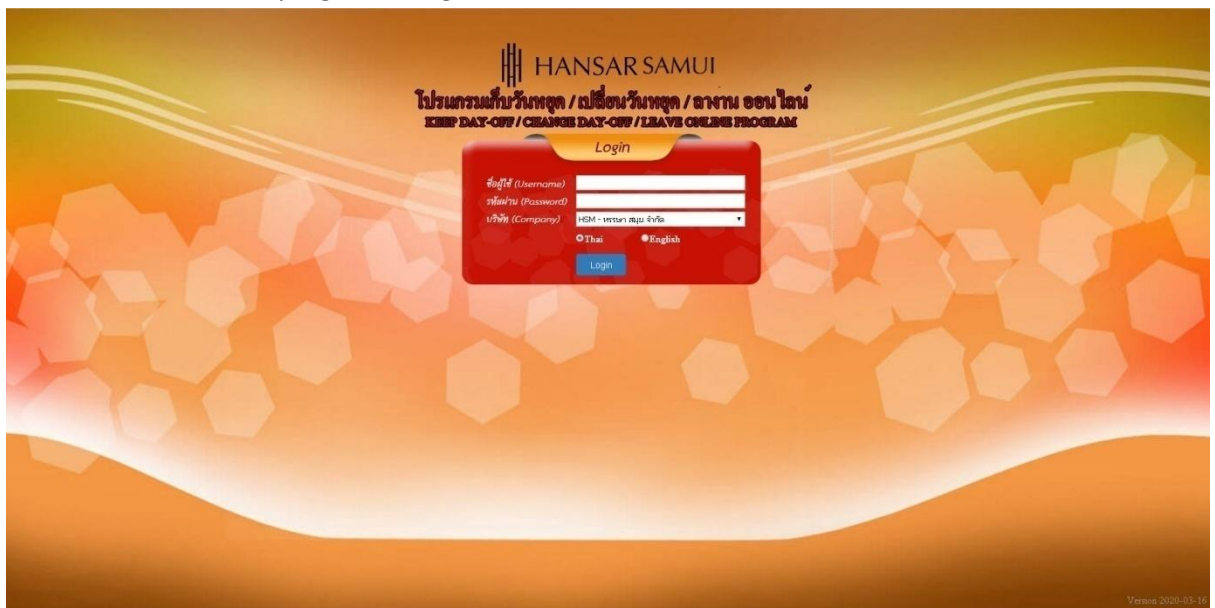 HANSAR SAMUI
โปรแกรมเก็บวันหยุด / เปลี่ยนวันหยุด / ลางาน ออนไลน์
KEEP DAY-OFF / CHANGE DAY-OFF / LEAVE ONLINE PROGRAM
Login
ชื่อผู้ใช้ (Username)
รหัสผ่าน (Password)
บริษัท (Company) HSM - หรรษา สมุย จำกัด
Thai English
Login
Version 2020-03-16